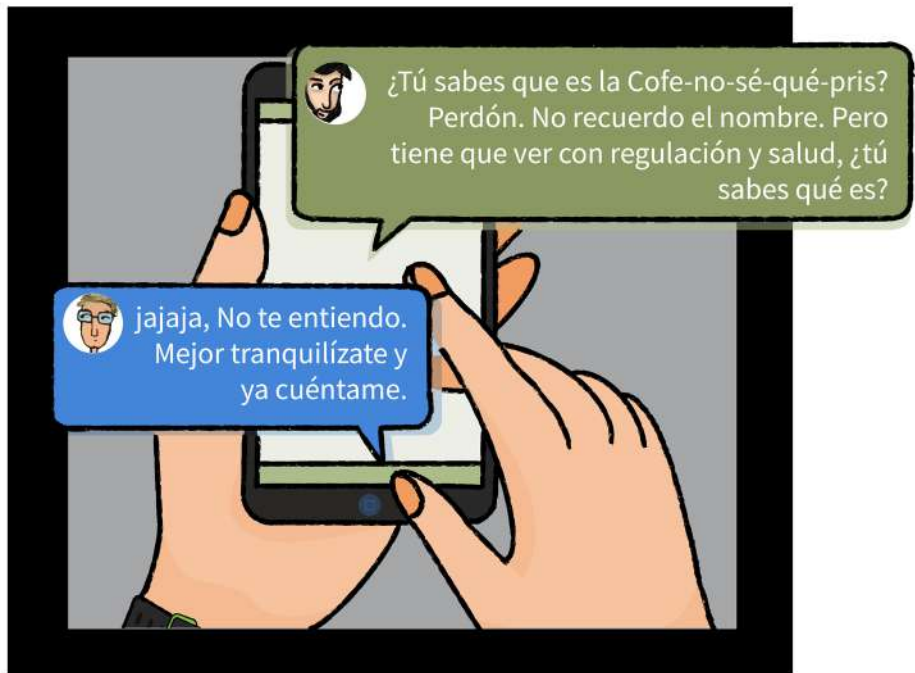 ¿Tú sabes que es la Cofe-no-sé-qué-pris?
Perdón. No recuerdo el nombre. Pero
tiene que ver con regulación y salud, ¿tú
sabes qué es?
jajaja, No te entiendo.
Mejor tranquilízate y
ya cuéntame.